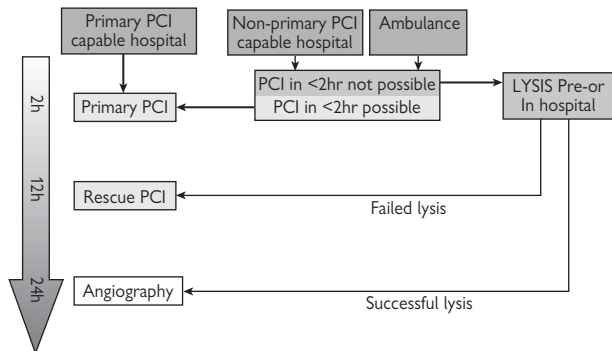 Primary PCI
capable hospital
Non-primary PCI
capable hospital
Ambulance
PCI in <2hr not possible
PCI in <2hr possible
LYSIS Pre-or
In hospital
2h
Primary PCI
12h
Rescue PCI
Failed lysis
24h
Angiography
Successful lysis